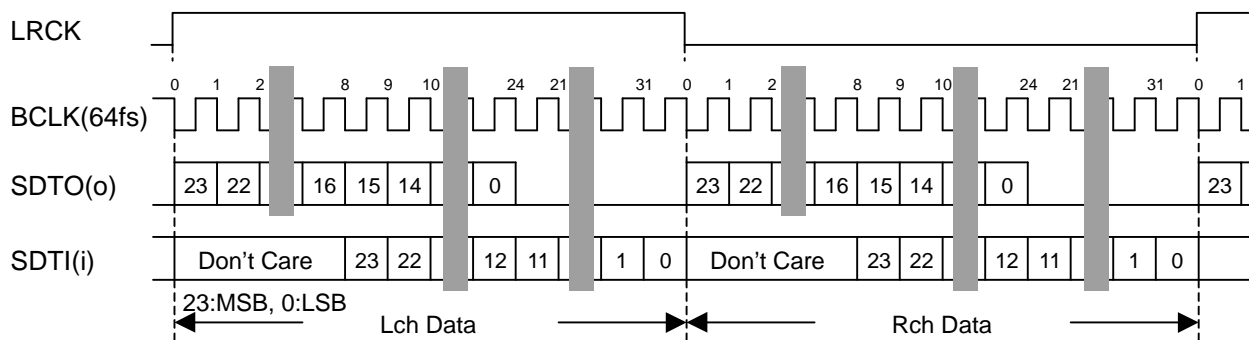 LRCK
0 1 2 8 9 10 24 21 31 0 1 2 8 9 10 24 21 31 0 1
BCLK(64fs)
SDTO(o) 23 22 16 15 14 0 23 22 16 15 14 0 23
SDTI(i) Don't Care 23 22 12 11 1 0 Don't Care 23 22 12 11 1 0
23:MSB, 0:LSB
Lch Data Rch Data